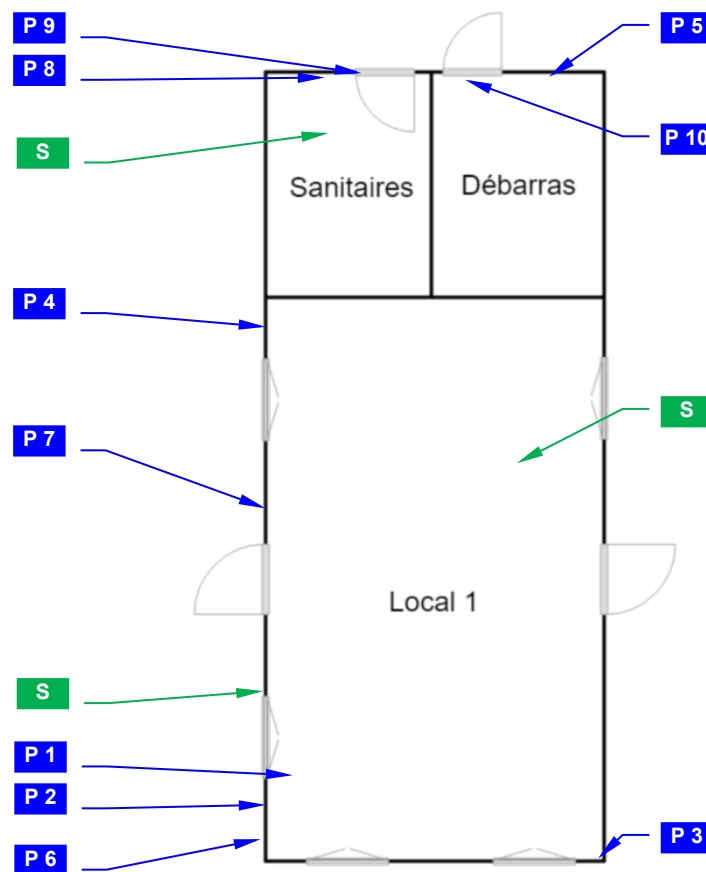 P 9
P 5
P 8
P 10
S
Sanitaires
Débarras
P 4
S
P 7
Local 1
S
P 1
P 2
P 3
P 6